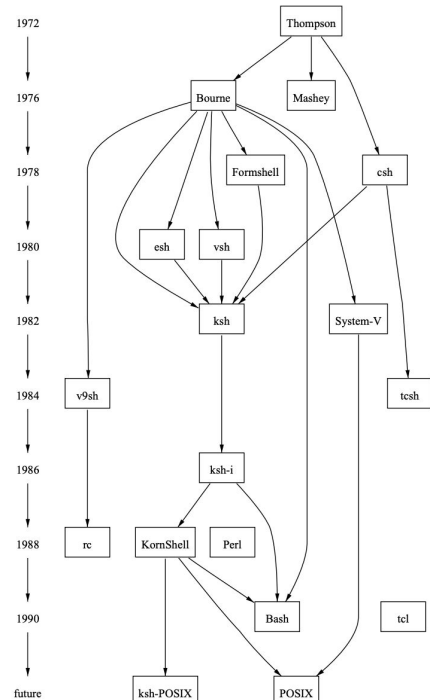 1972
Thompson
1976
Bourne
Mashey
1978
Formshell
csh
1980
esh
vsh
1982
ksh
System-V
1984
v9sh
tcsh
1986
ksh-i
1988
rc
KornShell
Perl
1990
Bash
tcl
future
ksh-POSIX
POSIX